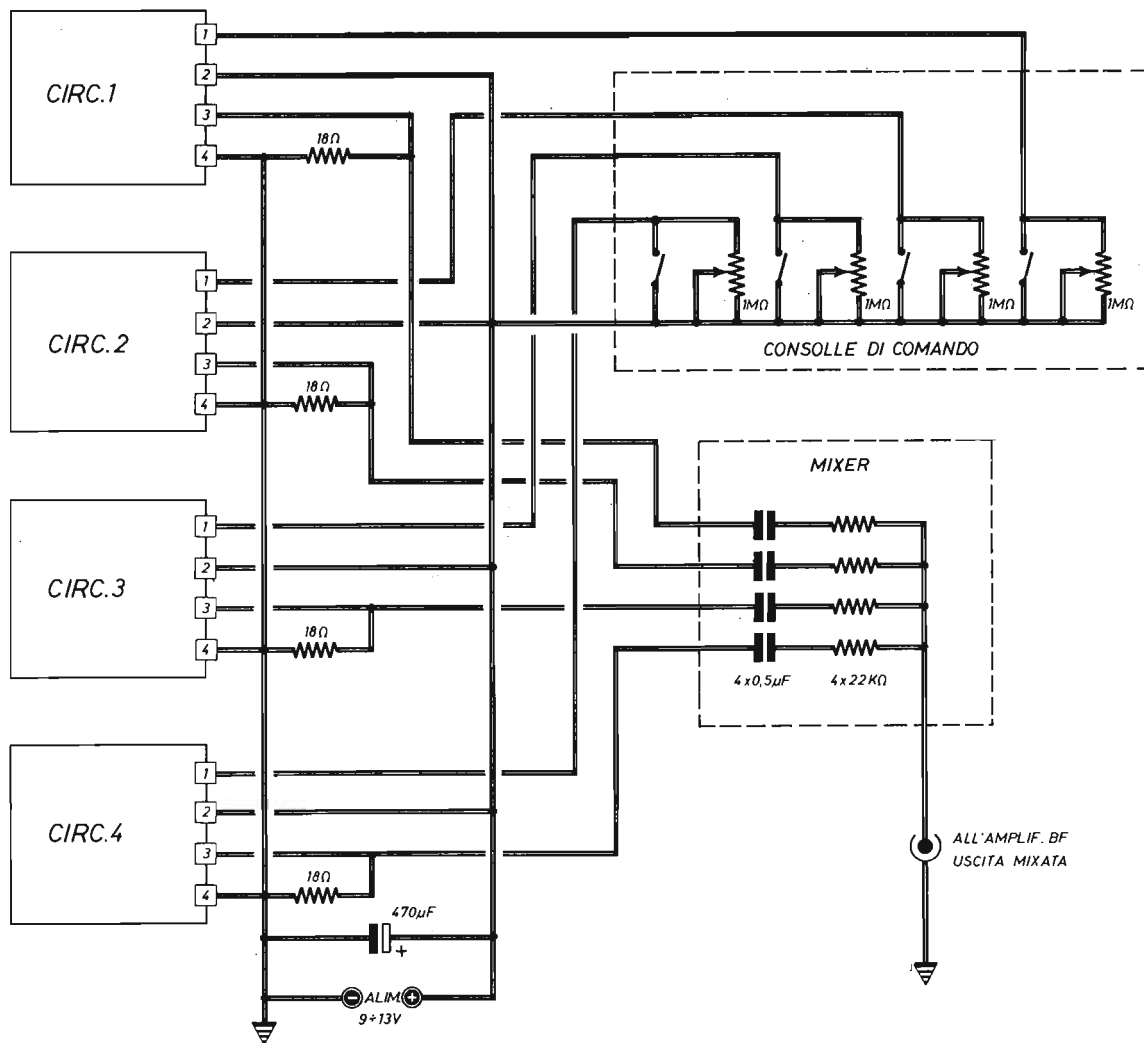 CIRC.1
1
2
3
4
18Ω
CIRC.2
1
2
3
4
18Ω
CIRC.3
1
2
3
4
18Ω
CIRC.4
1
2
3
4
18Ω
470µF
+
- ALIM. +
9÷13V
1MΩ
1MΩ
1MΩ
1MΩ
CONSOLLE DI COMANDO
MIXER
4x0,5µF
4x22KΩ
ALL'AMPLIF. BF
USCITA MIXATA